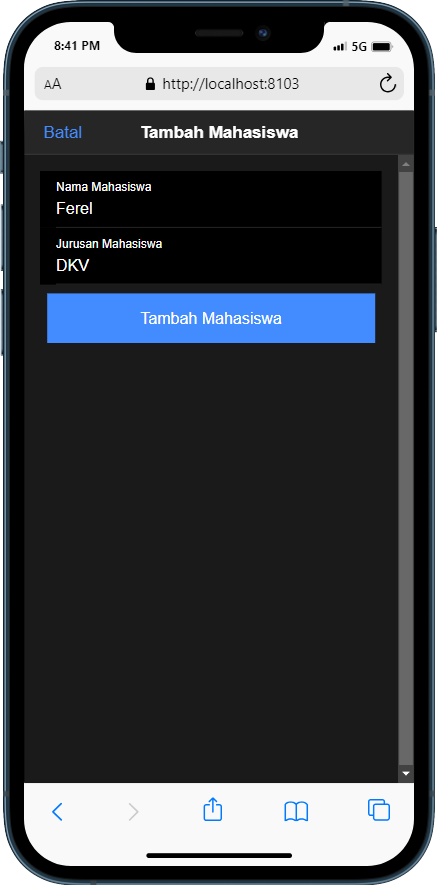 8:41 PM
5G
AA
http://localhost:8103
Batal
Tambah Mahasiswa
Nama Mahasiswa
Ferel
Jurusan Mahasiswa
DKV
Tambah Mahasiswa